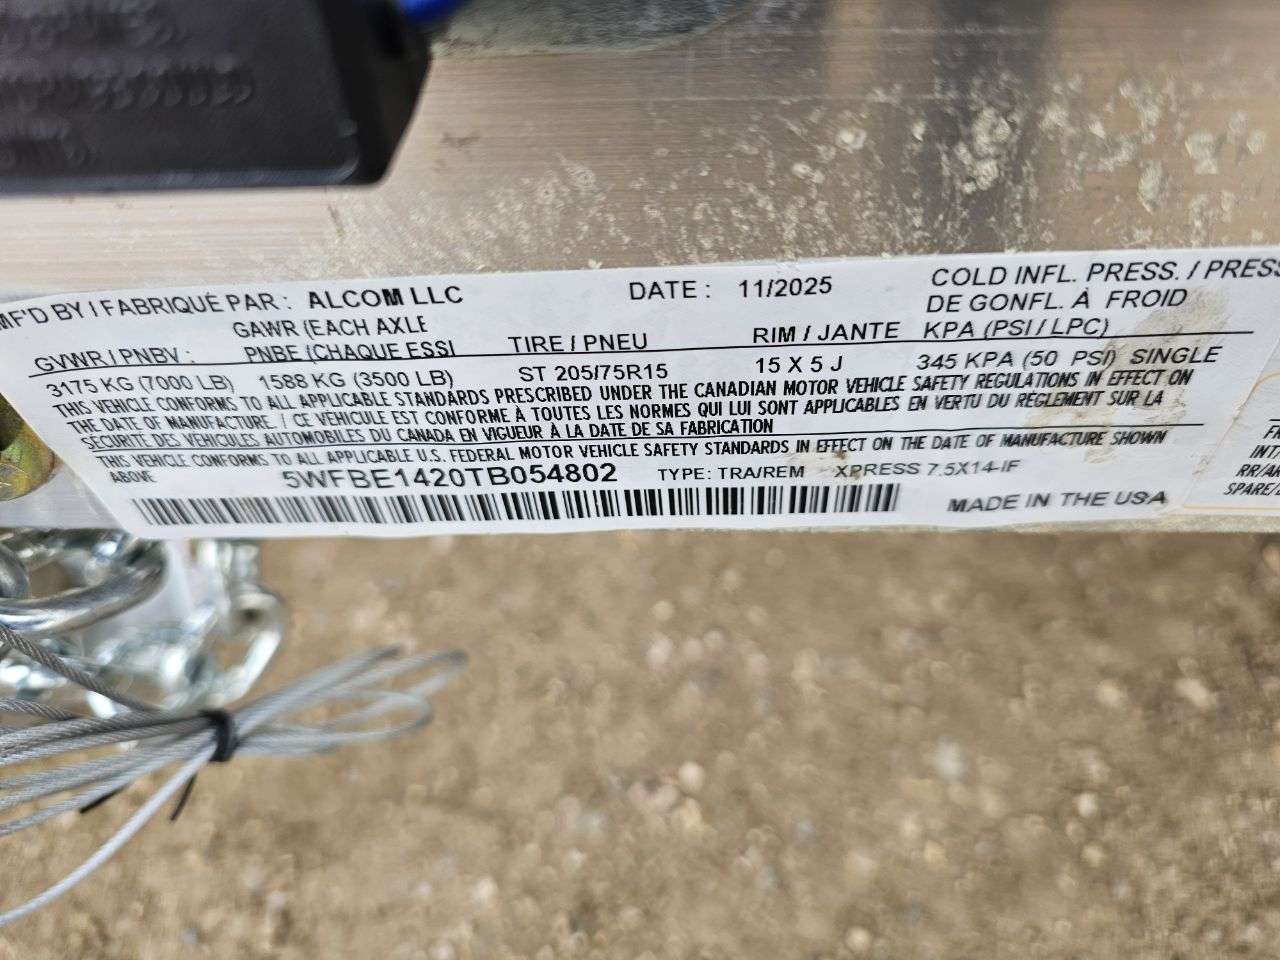 MF'D BY / FABRIQUÉ PAR : ALCOM LLC DATE : 11/2025 COLD INFL. PRESS. / PRESS
GAWR (EACH AXLE DE GONFL. À FROID
GVWR / PNBV : PNBE (CHAQUE ESSI TIRE / PNEU RIM / JANTE KPA (PSI / LPC)
3175 KG (7000 LB) 1588 KG (3500 LB) ST 205/75R15 15 X 5 J 345 KPA (50 PSI) SINGLE
THIS VEHICLE CONFORMS TO ALL APPLICABLE STANDARDS PRESCRIBED UNDER THE CANADIAN MOTOR VEHICLE SAFETY REGULATIONS IN EFFECT ON
THE DATE OF MANUFACTURE. / CE VÉHICULE EST CONFORME À TOUTES LES NORMES QUI LUI SONT APPLICABLES EN VERTU DU RÈGLEMENT SUR LA
SÉCURITÉ DES VÉHICULES AUTOMOBILES DU CANADA EN VIGUEUR À LA DATE DE SA FABRICATION
THIS VEHICLE CONFORMS TO ALL APPLICABLE U.S. FEDERAL MOTOR VEHICLE SAFETY STANDARDS IN EFFECT ON THE DATE OF MANUFACTURE SHOWN
ABOVE 5WFBE1420TB054802 TYPE: TRA/REM XPRESS 7.5X14-IF
MADE IN THE USA
INT/
RR/AR
SPARE/